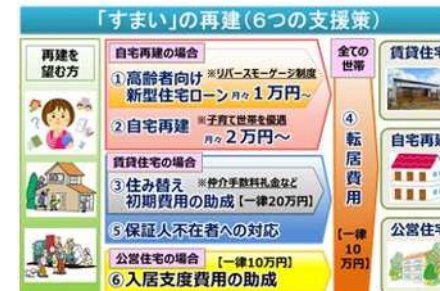 「すまい」の再建(6つの支援策)
再建を
望む方
自宅再建の場合
①高齢者向け ※リバースモーゲージ制度
新型住宅ローン 月々1万円~
②自宅再建 ※子育て世帯を優遇
月々2万円~
賃貸住宅の場合
③住み替え ※仲介手数料礼金など
初期費用の助成【一律20万円】
⑤保証人不在者への対応
公営住宅の場合 【一律10万円】
⑥入居支度費用の助成
全ての
世帯
④
転居費用
【一律
10
万円】
賃貸住宅
自宅再建
公営住宅